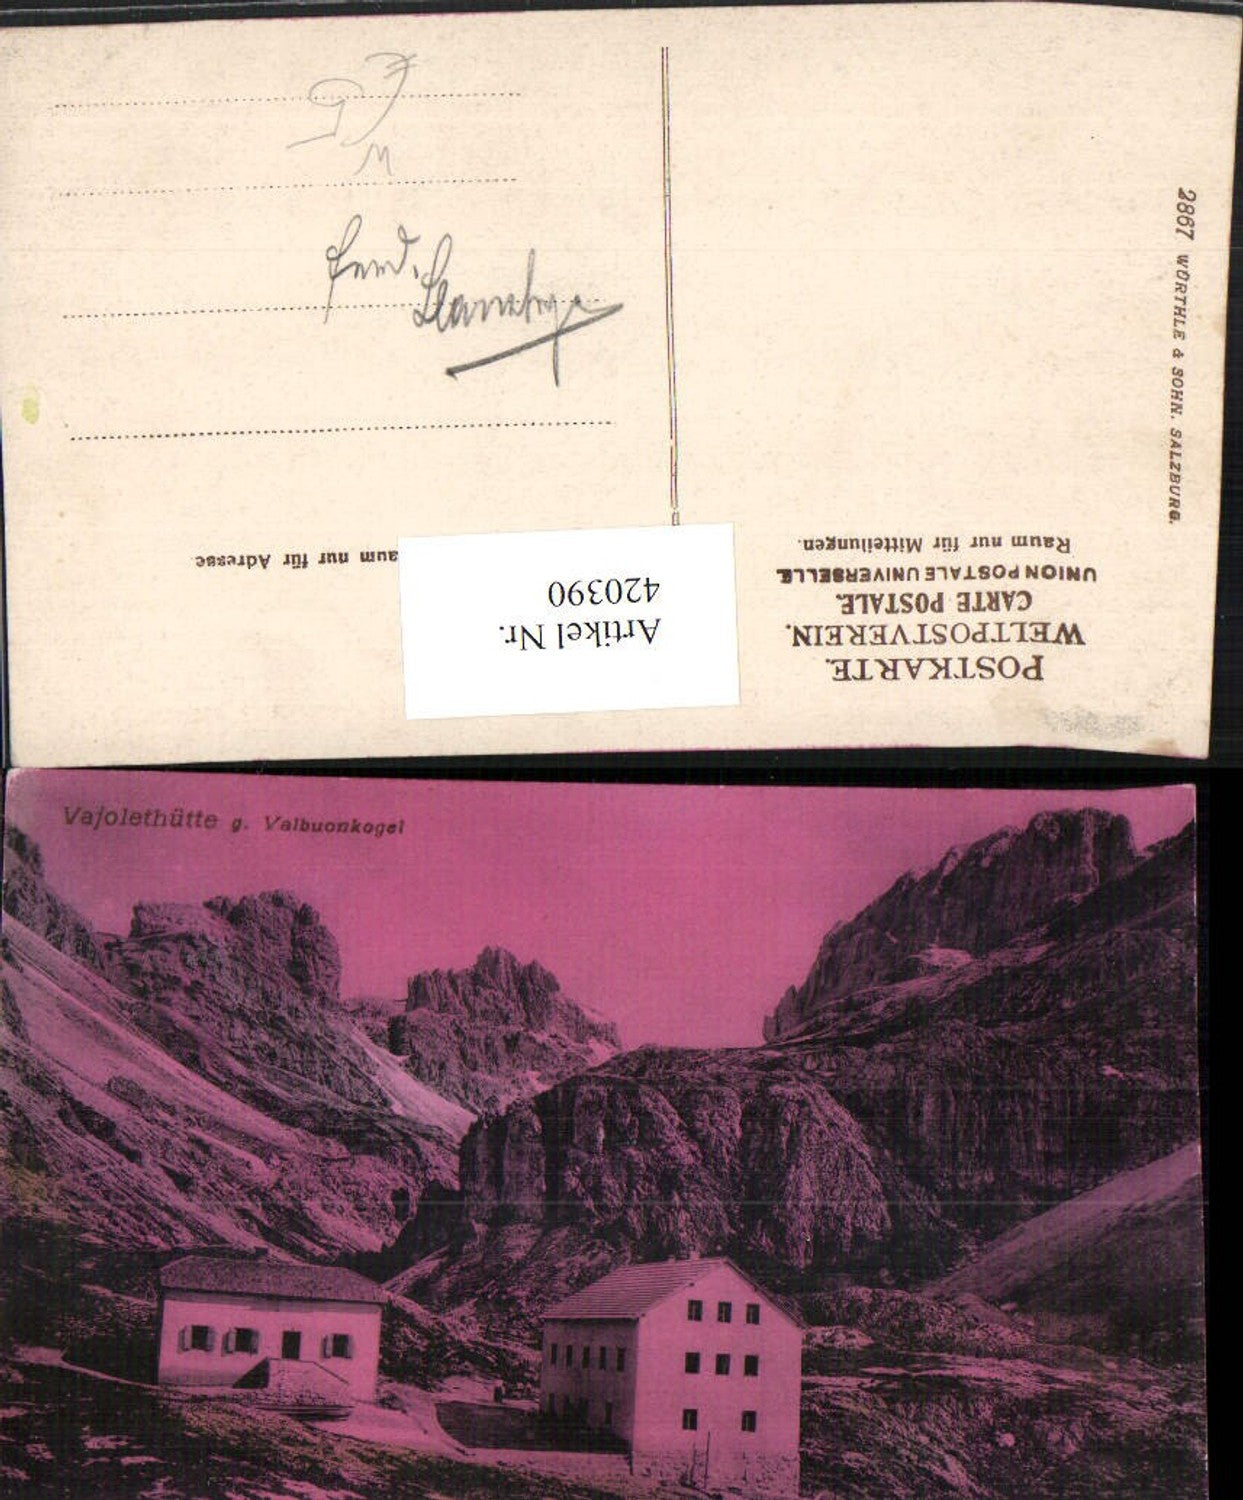 POSTKARTE.
WELTPOSTVEREIN.
CARTE POSTALE.
UNION POSTALE UNIVERSELLE.
Raum nur für Mitteilungen.
nur für Adresse
Artikel Nr.
420390
2867 WÜRTHLE & SOHN, SALZBURG.
Ferd.
Vajolethütte g. Valbuonkogel